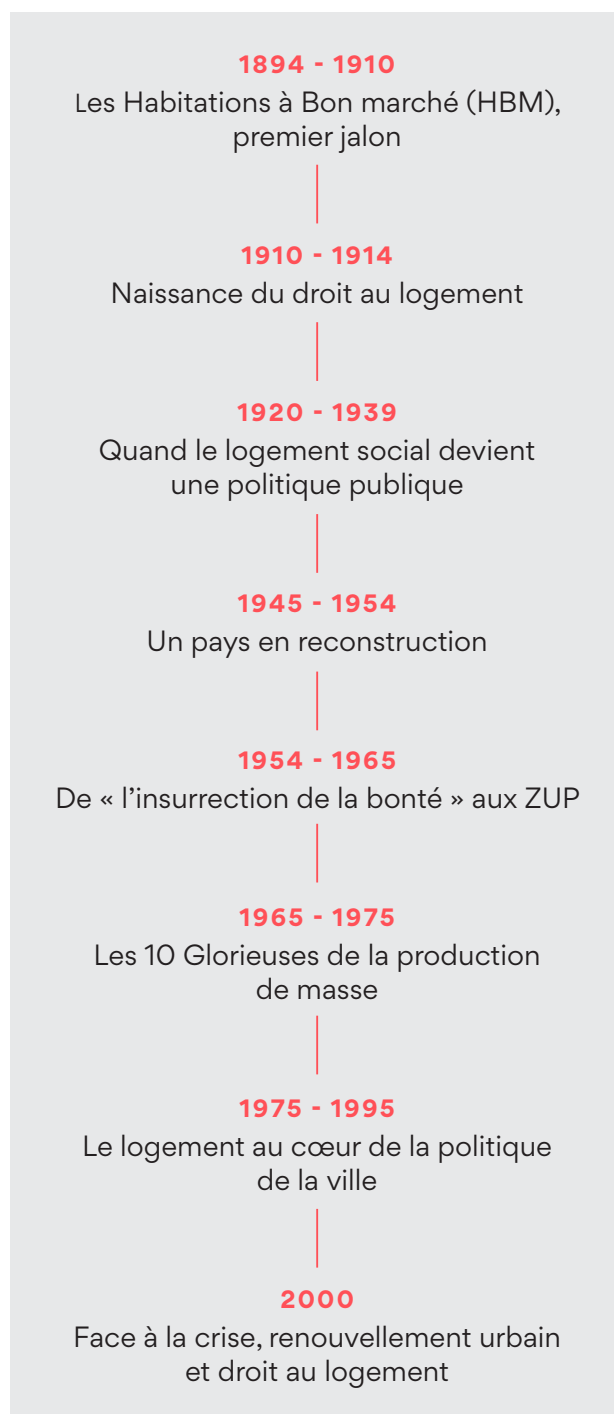 1894 - 1910
Les Habitations à Bon marché (HBM),
premier jalon
1910 - 1914
Naissance du droit au logement
1920 - 1939
Quand le logement social devient
une politique publique
1945 - 1954
Un pays en reconstruction
1954 - 1965
De « l’insurrection de la bonté » aux ZUP
1965 - 1975
Les 10 Glorieuses de la production
de masse
1975 - 1995
Le logement au cœur de la politique
de la ville
2000
Face à la crise, renouvellement urbain
et droit au logement